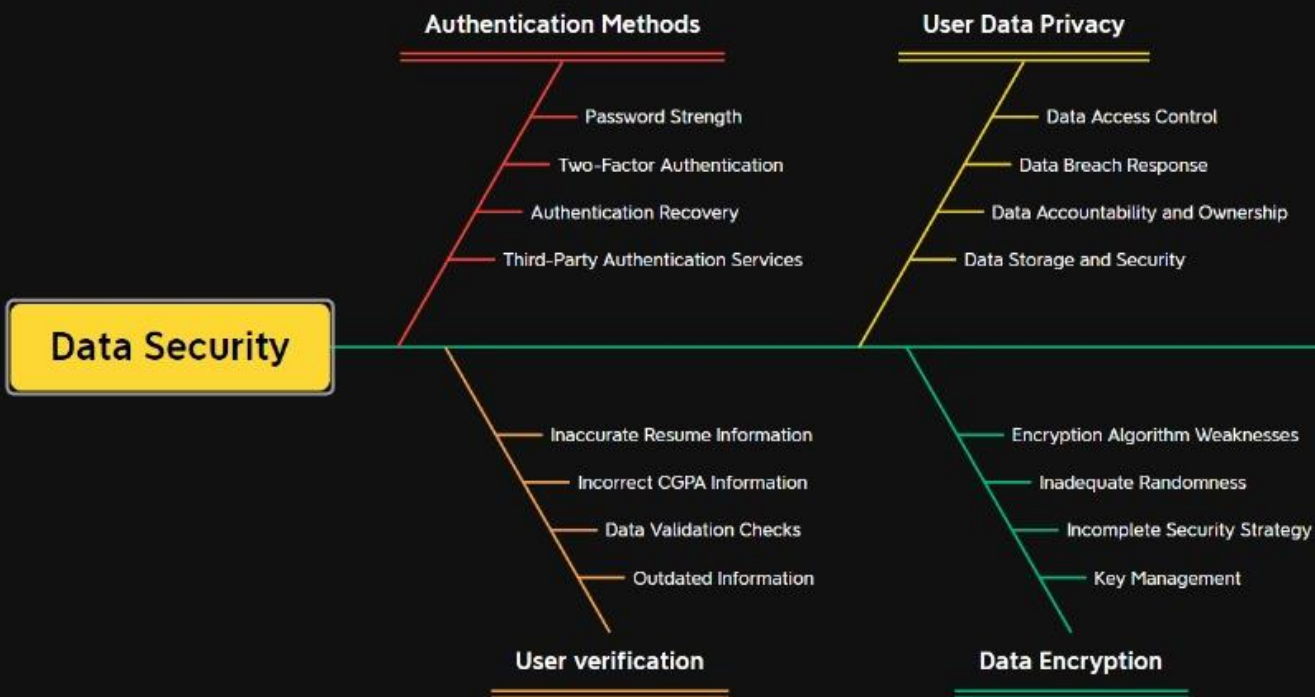 Authentication Methods
Password Strength
Two-Factor Authentication
Authentication Recovery
Third-Party Authentication Services
User Data Privacy
Data Access Control
Data Breach Response
Data Accountability and Ownership
Data Storage and Security
Data Security
Inaccurate Resume Information
Incorrect CGPA Information
Data Validation Checks
Outdated Information
User verification
Encryption Algorithm Weaknesses
Inadequate Randomness
Incomplete Security Strategy
Key Management
Data Encryption